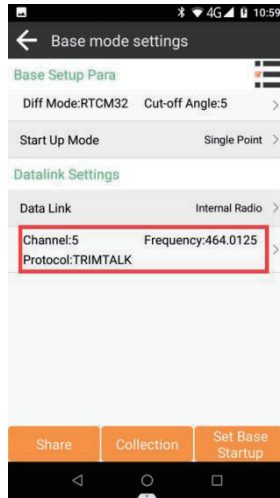 4G 10:59
Base mode settings
Base Setup Para
Diff Mode:RTCM32 Cut-off Angle:5
Start Up Mode Single Point
Datalink Settings
Data Link Internal Radio
Channel:5 Frequency:464.0125
Protocol:TRIMTALK
Share Collection Set Base
Startup